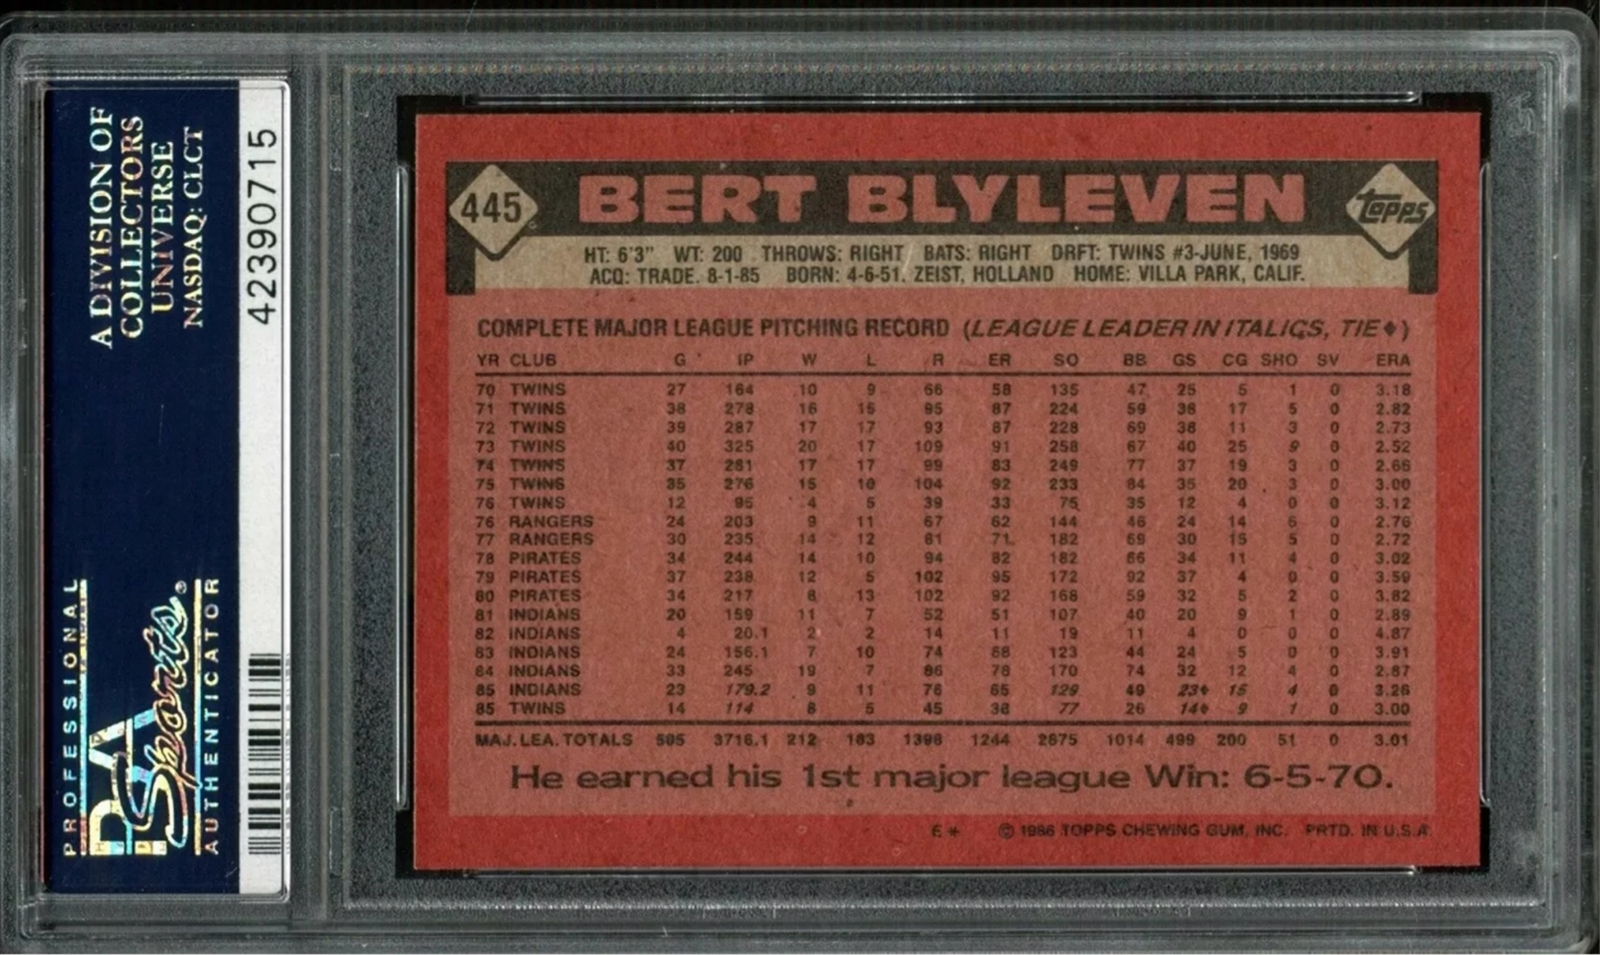 A DIVISION OF
COLLECTORS
UNIVERSE
NASDAQ: CLCT
42390715
PROFESSIONAL
PSA
Sports®
AUTHENTICATOR
445 BERT BLYLEVEN topps
HT: 6'3" WT: 200 THROWS: RIGHT BATS: RIGHT DRFT: TWINS #3-JUNE, 1969
ACQ: TRADE. 8-1-85 BORN: 4-6-51. ZEIST, HOLLAND HOME: VILLA PARK, CALIF.
COMPLETE MAJOR LEAGUE PITCHING RECORD (LEAGUE LEADER IN ITALICS, TIE♦)
YR CLUB G IP W L R ER SO BB GS CG SHO SV ERA
70 TWINS 27 164 10 9 66 58 135 47 25 5 1 0 3.18
71 TWINS 38 278 16 15 95 87 224 59 38 17 5 0 2.82
72 TWINS 39 287 17 17 93 87 228 69 38 11 3 0 2.73
73 TWINS 40 325 20 17 109 91 258 67 40 25 9 0 2.52
74 TWINS 37 281 17 17 99 83 249 77 37 19 3 0 2.66
75 TWINS 35 276 15 10 104 92 233 84 35 20 3 0 3.00
76 TWINS 12 95 4 5 39 33 75 35 12 4 0 0 3.12
76 RANGERS 24 203 9 11 67 62 144 46 24 14 6 0 2.76
77 RANGERS 30 235 14 12 81 71 182 69 30 15 5 0 2.72
78 PIRATES 34 244 14 10 94 82 182 66 34 11 4 0 3.02
79 PIRATES 37 238 12 5 102 95 172 92 37 4 0 0 3.59
80 PIRATES 34 217 8 13 102 92 168 59 32 5 2 0 3.82
81 INDIANS 20 159 11 7 52 51 107 40 20 9 1 0 2.89
82 INDIANS 4 20.1 2 2 14 11 19 11 4 0 0 0 4.87
83 INDIANS 24 156.1 7 10 74 68 123 44 24 5 0 0 3.91
84 INDIANS 33 245 19 7 86 78 170 74 32 12 4 0 2.87
85 INDIANS 23 179.2 9 11 76 65 129 49 23♦ 15 4 0 3.26
85 TWINS 14 114 8 5 45 38 77 26 14♦ 9 1 0 3.00
MAJ. LEA. TOTALS 505 3716.1 212 183 1398 1244 2875 1014 499 200 51 0 3.01
He earned his 1st major league Win: 6-5-70.
E* © 1986 TOPPS CHEWING GUM, INC. PRTD. IN U.S.A.